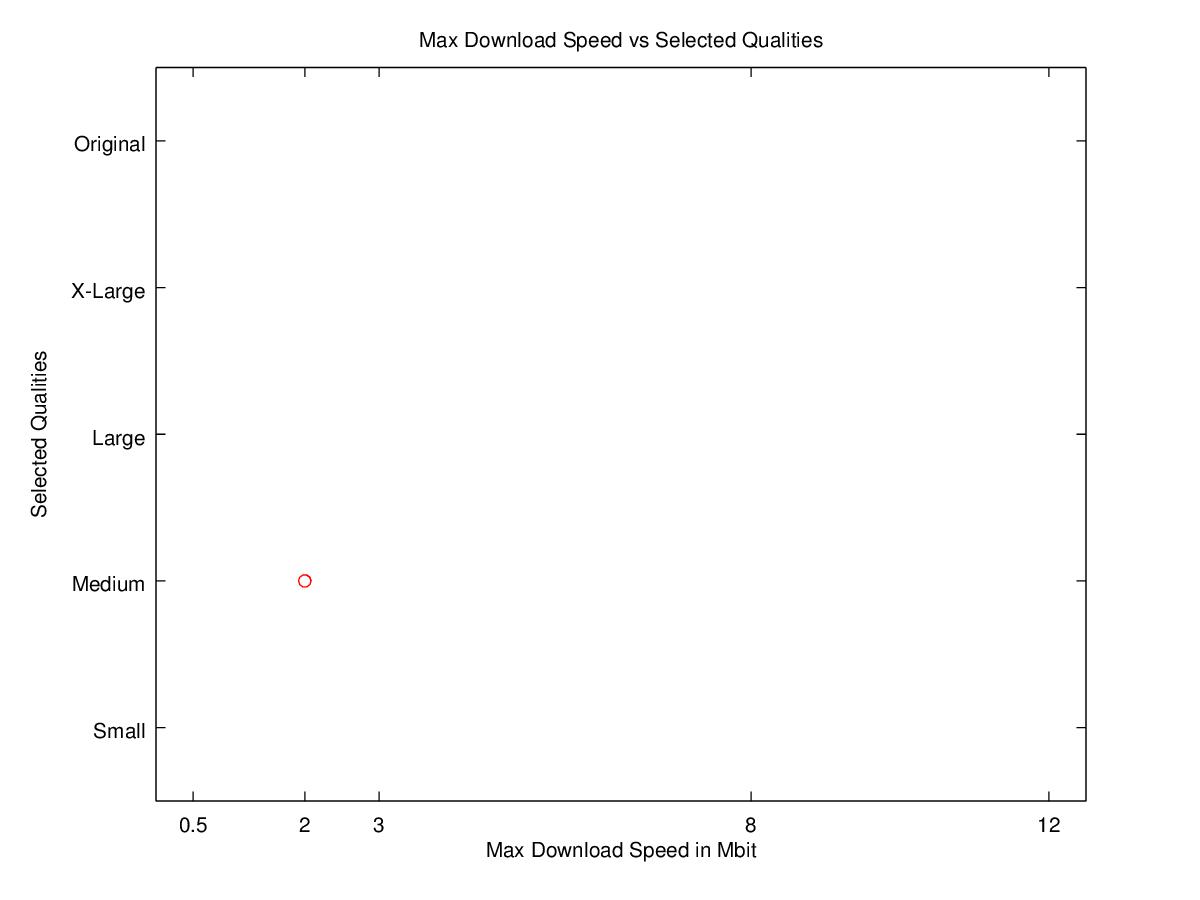 Max Download Speed vs Selected Qualities
Original
X-Large
Large
Medium
Small
Selected Qualities
0.5 2 3 8 12
Max Download Speed in Mbit